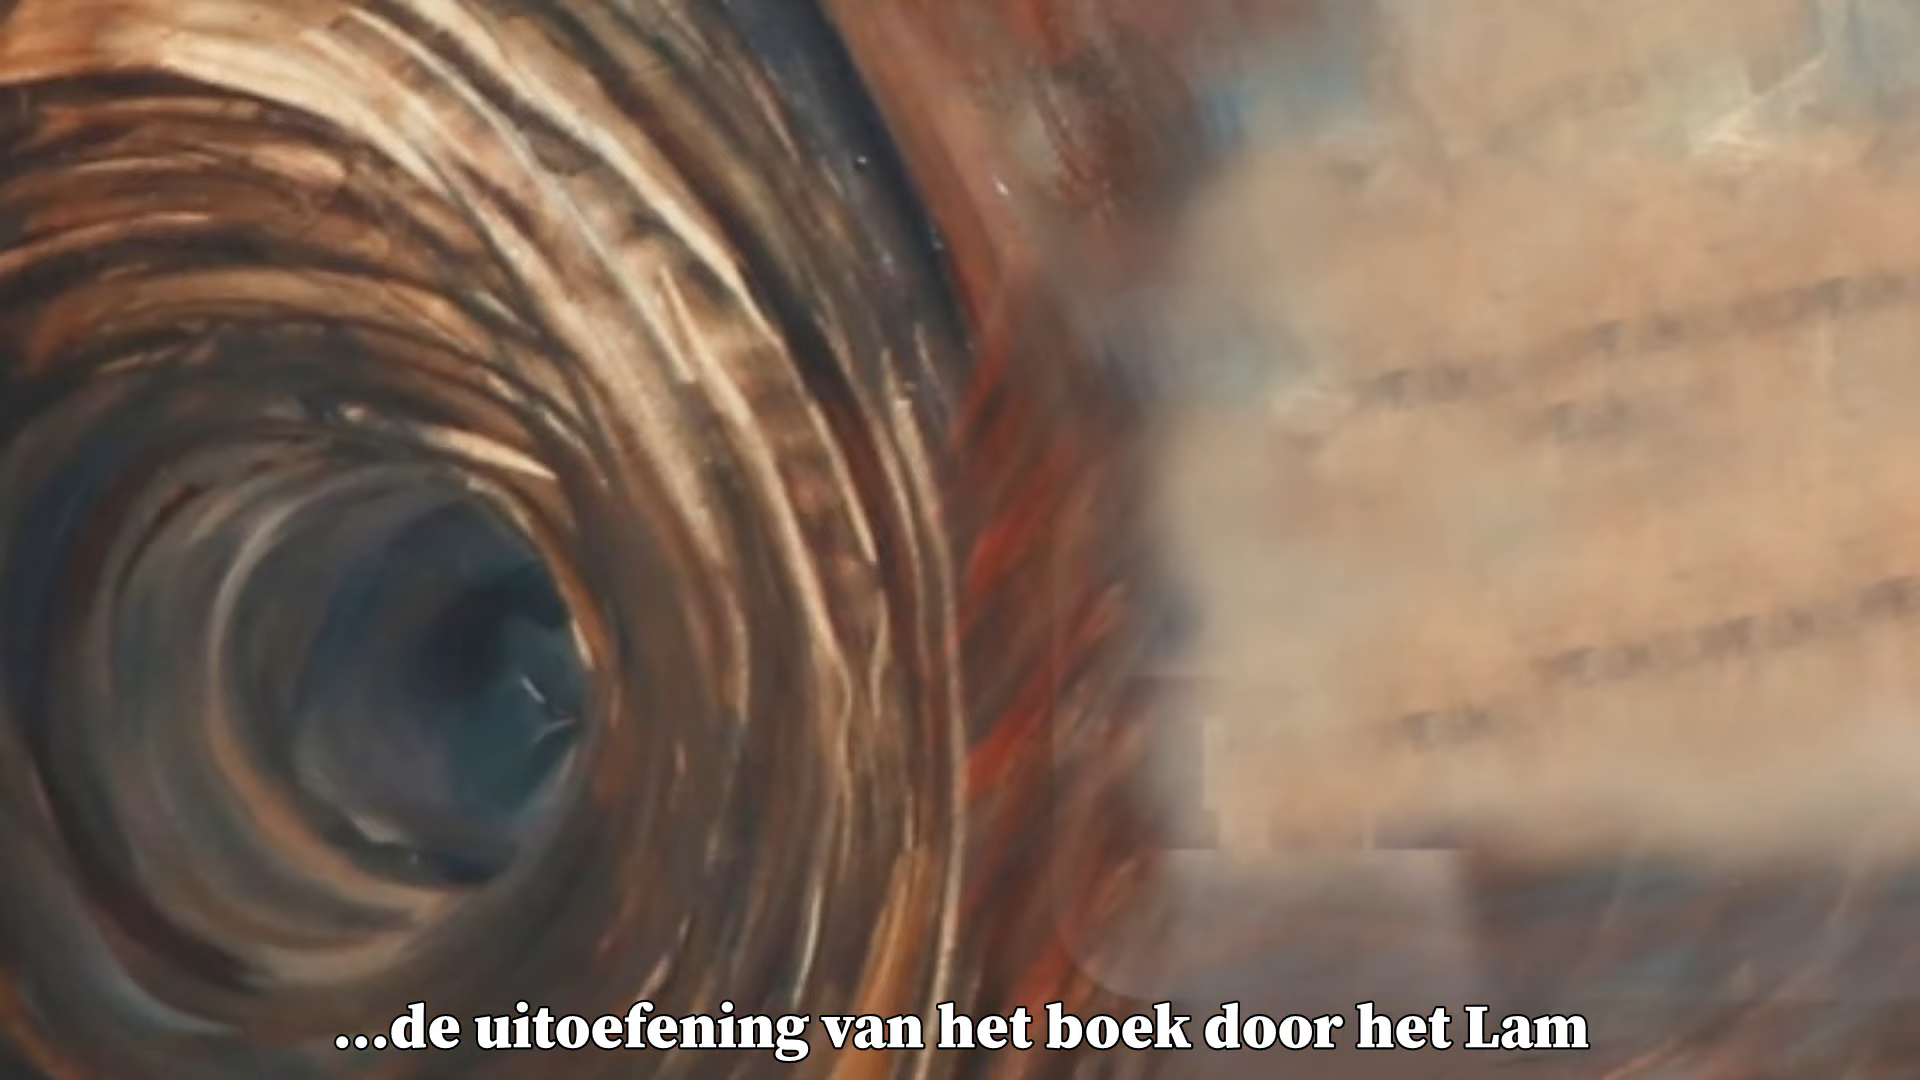 ...de uitoefening van het boek door het Lam